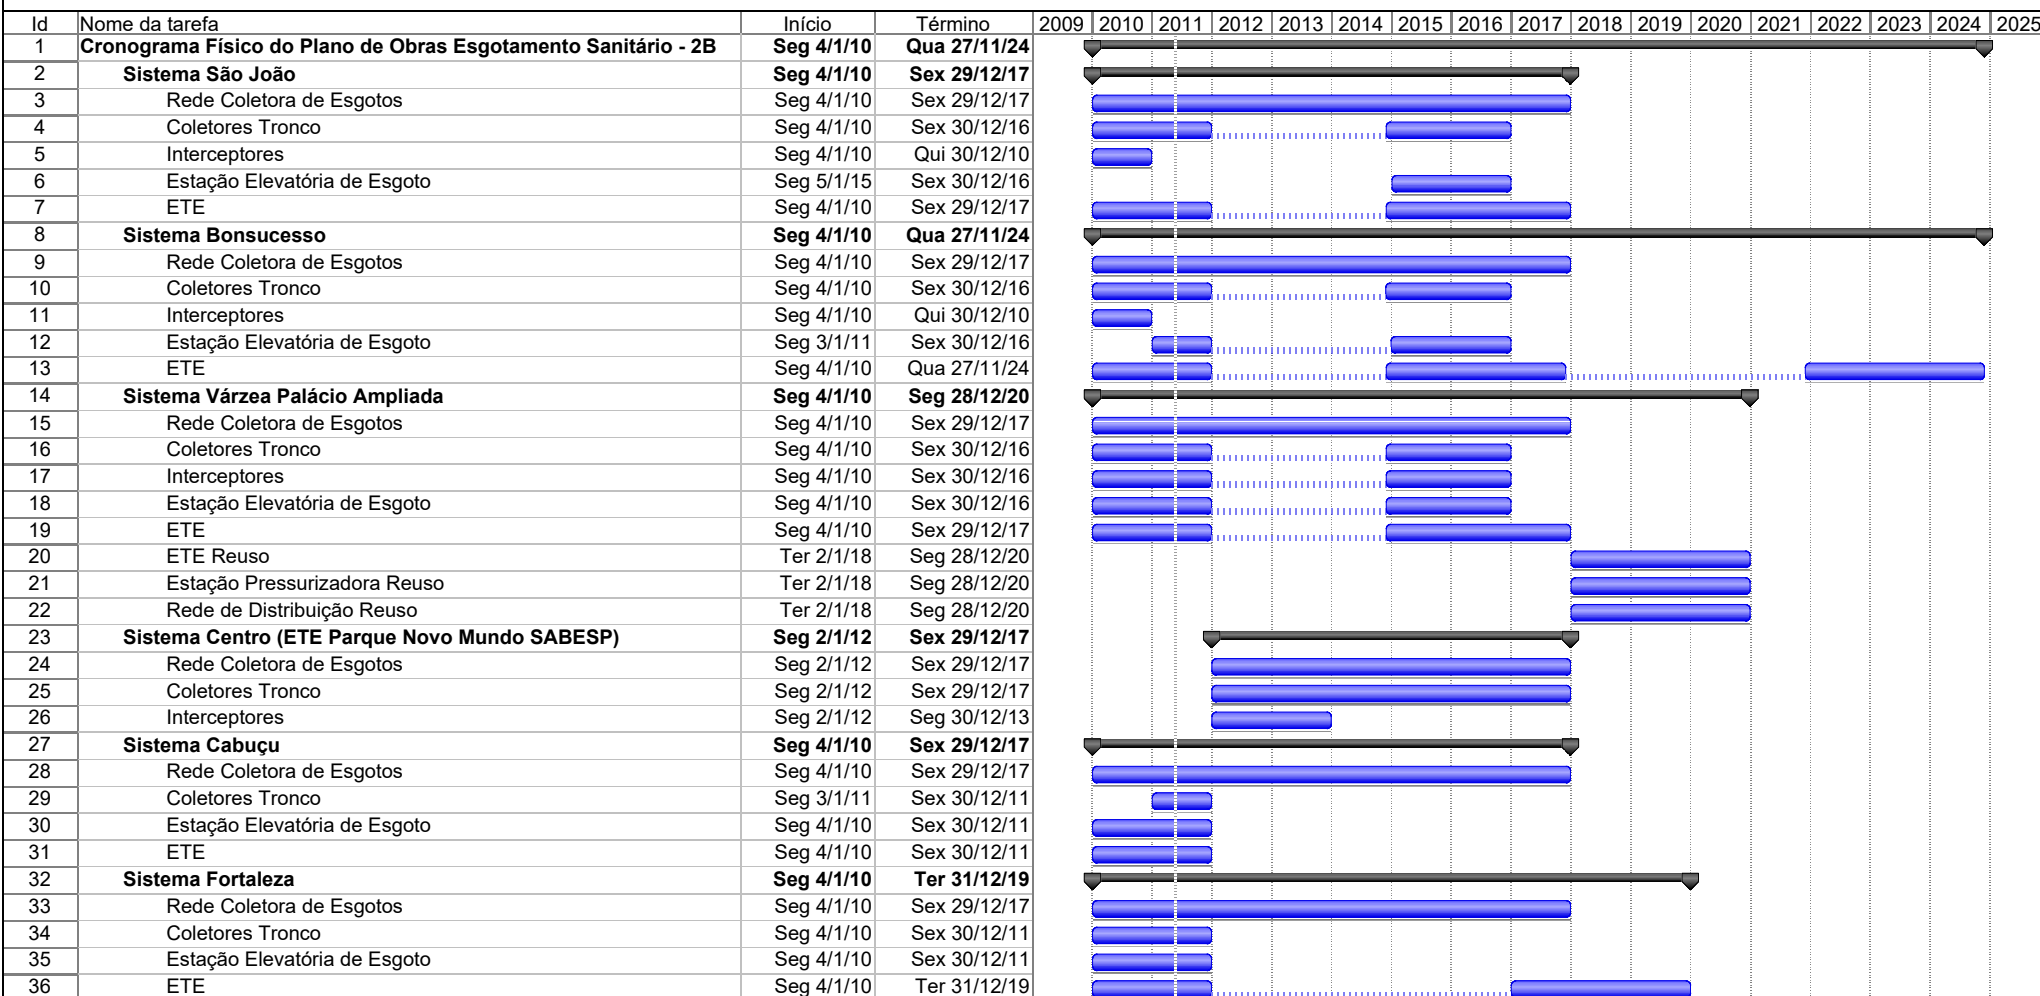 Id Nome da tarefa Início Término 2009 2010 2011 2012 2013 2014 2015 2016 2017 2018 2019 2020 2021 2022 2023 2024 2025
1 Cronograma Físico do Plano de Obras Esgotamento Sanitário - 2B Seg 4/1/10 Qua 27/11/24
2 Sistema São João Seg 4/1/10 Sex 29/12/17
3 Rede Coletora de Esgotos Seg 4/1/10 Sex 29/12/17
4 Coletores Tronco Seg 4/1/10 Sex 30/12/16
5 Interceptores Seg 4/1/10 Qui 30/12/10
6 Estação Elevatória de Esgoto Seg 5/1/15 Sex 30/12/16
7 ETE Seg 4/1/10 Sex 29/12/17
8 Sistema Bonsucesso Seg 4/1/10 Qua 27/11/24
9 Rede Coletora de Esgotos Seg 4/1/10 Sex 29/12/17
10 Coletores Tronco Seg 4/1/10 Sex 30/12/16
11 Interceptores Seg 4/1/10 Qui 30/12/10
12 Estação Elevatória de Esgoto Seg 3/1/11 Sex 30/12/16
13 ETE Seg 4/1/10 Qua 27/11/24
14 Sistema Várzea Palácio Ampliada Seg 4/1/10 Seg 28/12/20
15 Rede Coletora de Esgotos Seg 4/1/10 Sex 29/12/17
16 Coletores Tronco Seg 4/1/10 Sex 30/12/16
17 Interceptores Seg 4/1/10 Sex 30/12/16
18 Estação Elevatória de Esgoto Seg 4/1/10 Sex 30/12/16
19 ETE Seg 4/1/10 Sex 29/12/17
20 ETE Reuso Ter 2/1/18 Seg 28/12/20
21 Estação Pressurizadora Reuso Ter 2/1/18 Seg 28/12/20
22 Rede de Distribuição Reuso Ter 2/1/18 Seg 28/12/20
23 Sistema Centro (ETE Parque Novo Mundo SABESP) Seg 2/1/12 Sex 29/12/17
24 Rede Coletora de Esgotos Seg 2/1/12 Sex 29/12/17
25 Coletores Tronco Seg 2/1/12 Sex 29/12/17
26 Interceptores Seg 2/1/12 Seg 30/12/13
27 Sistema Cabuçu Seg 4/1/10 Sex 29/12/17
28 Rede Coletora de Esgotos Seg 4/1/10 Sex 29/12/17
29 Coletores Tronco Seg 3/1/11 Sex 30/12/11
30 Estação Elevatória de Esgoto Seg 4/1/10 Sex 30/12/11
31 ETE Seg 4/1/10 Sex 30/12/11
32 Sistema Fortaleza Seg 4/1/10 Ter 31/12/19
33 Rede Coletora de Esgotos Seg 4/1/10 Sex 29/12/17
34 Coletores Tronco Seg 4/1/10 Sex 30/12/11
35 Estação Elevatória de Esgoto Seg 4/1/10 Sex 30/12/11
36 ETE Seg 4/1/10 Ter 31/12/19